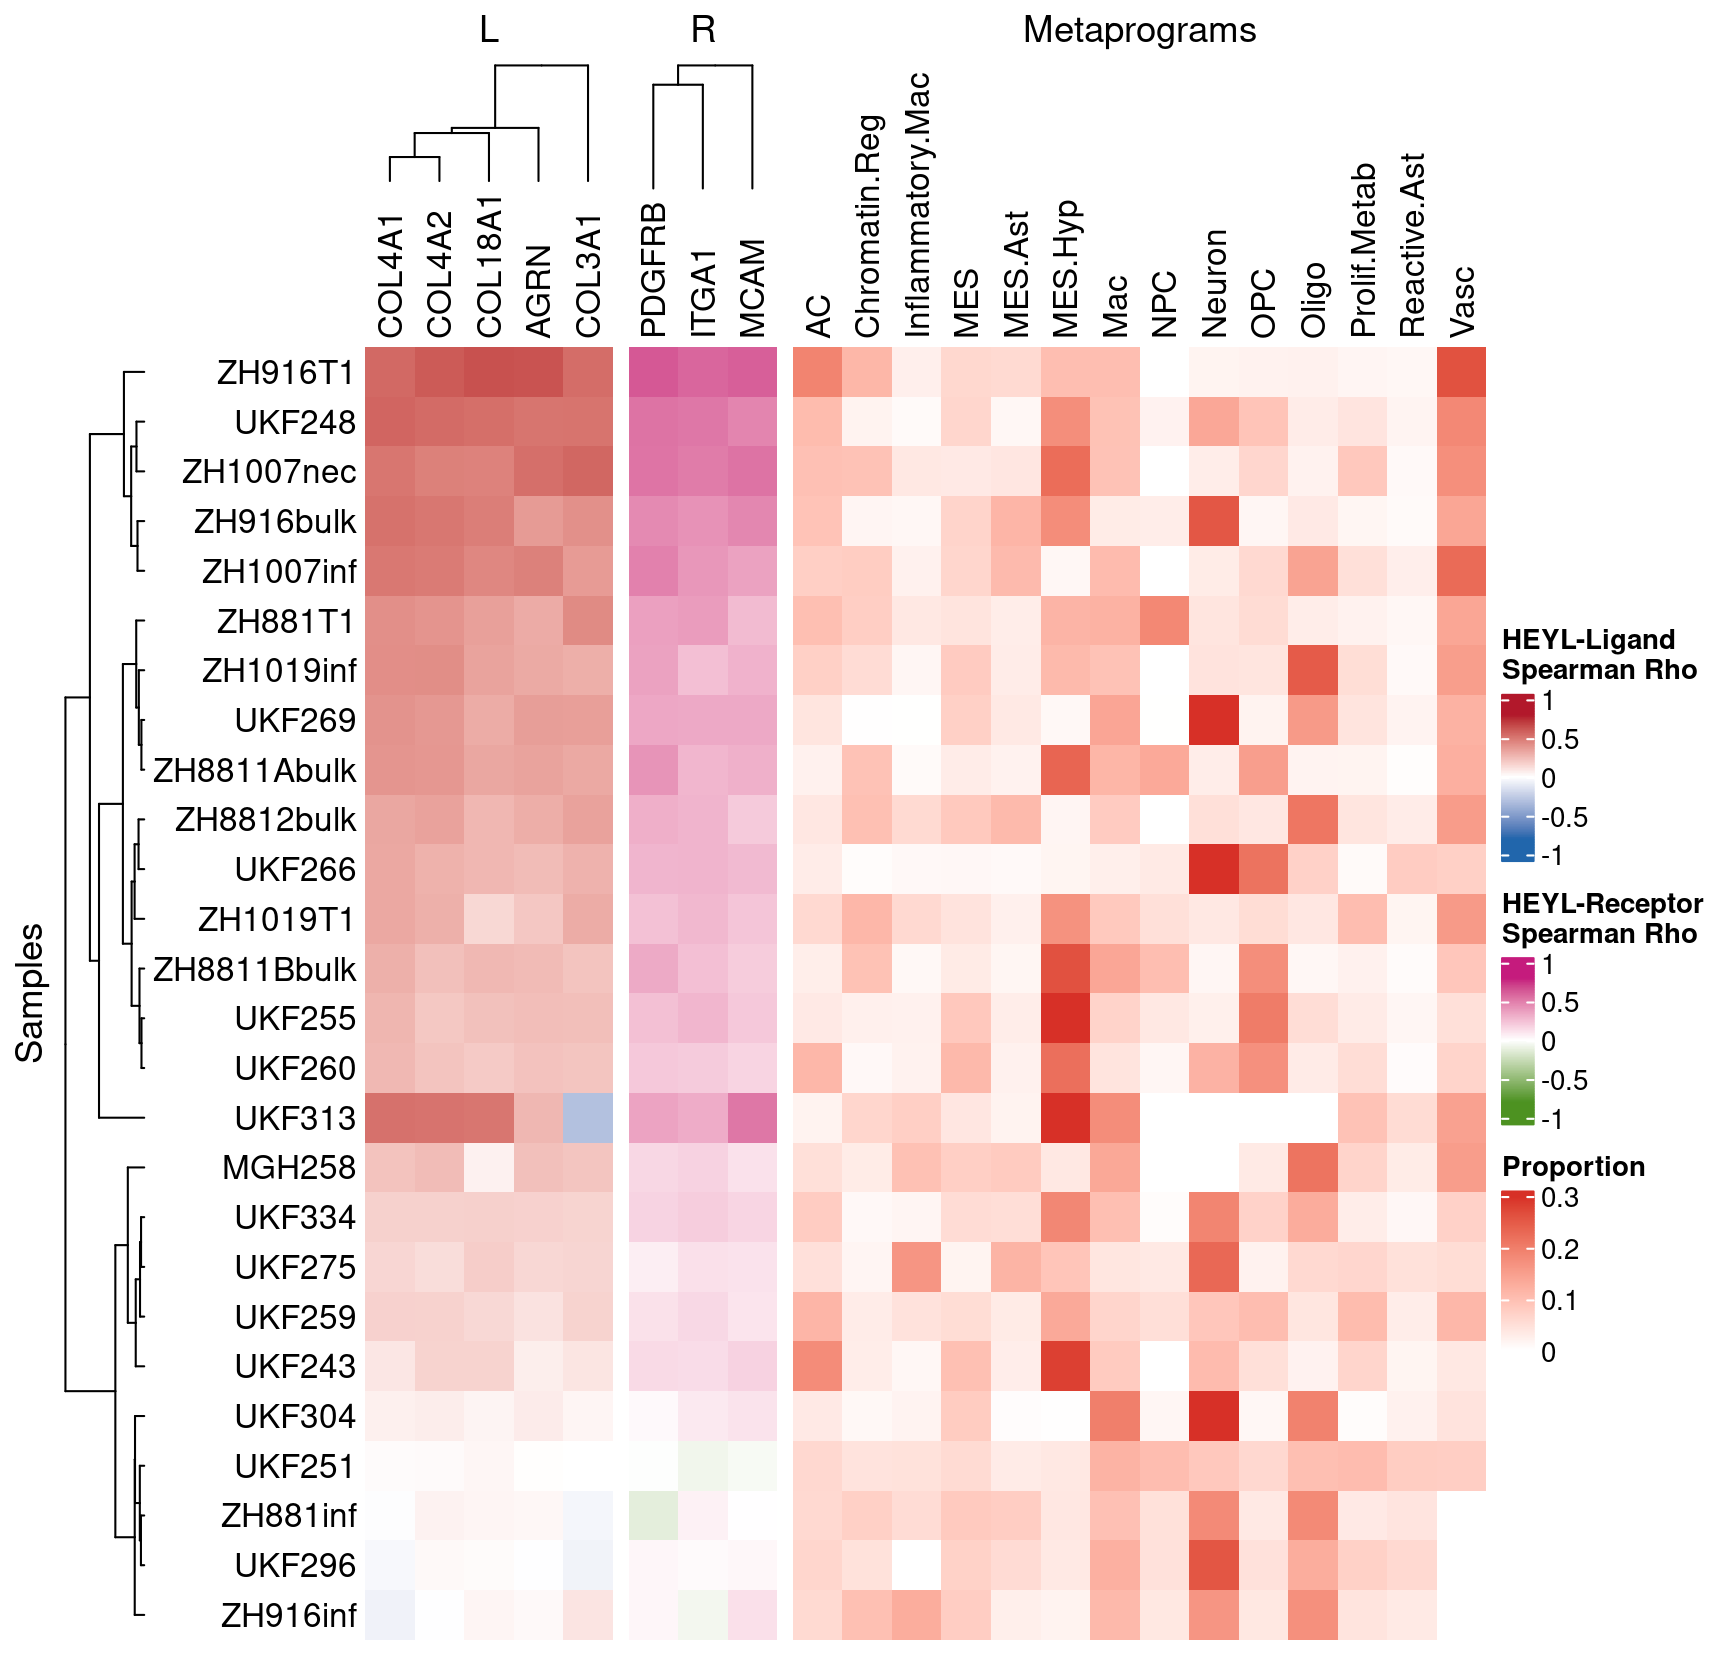 L
R
Metaprograms
COL4A1
COL4A2
COL18A1
AGRN
COL3A1
PDGFRB
ITGA1
MCAM
AC
Chromatin.Reg
Inflammatory.Mac
MES
MES.Ast
MES.Hyp
Mac
NPC
Neuron
OPC
Oligo
Prolif.Metab
Reactive.Ast
Vasc
Samples
ZH916T1
UKF248
ZH1007nec
ZH916bulk
ZH1007inf
ZH881T1
ZH1019inf
UKF269
ZH8811Abulk
ZH8812bulk
UKF266
ZH1019T1
ZH8811Bbulk
UKF255
UKF260
UKF313
MGH258
UKF334
UKF275
UKF259
UKF243
UKF304
UKF251
ZH881inf
UKF296
ZH916inf
HEYL-Ligand
Spearman Rho
1
0.5
0
-0.5
-1
HEYL-Receptor
Spearman Rho
1
0.5
0
-0.5
-1
Proportion
0.3
0.2
0.1
0